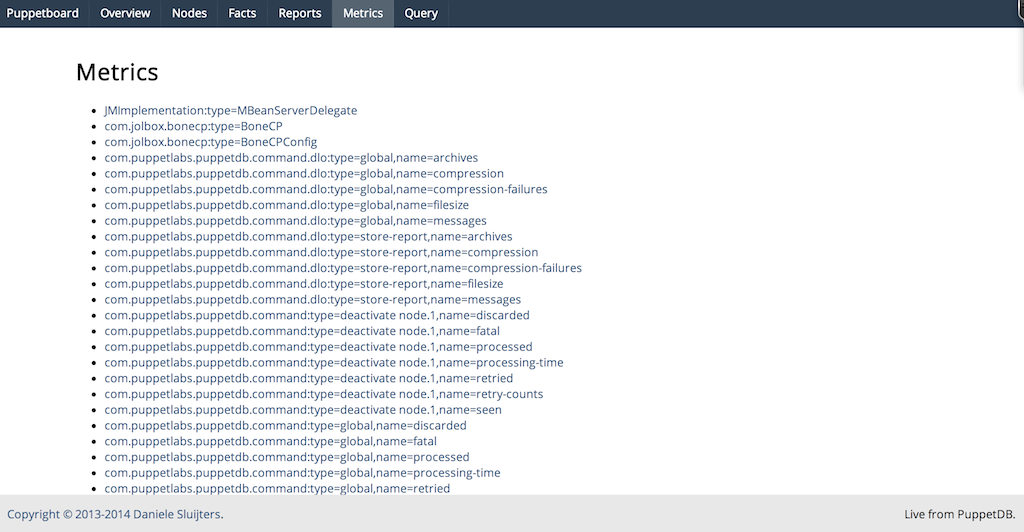 Puppetboard Overview Nodes Facts Reports Metrics Query
Metrics
JMImplementation:type=MBeanServerDelegate
com.jolbox.bonecp:type=BoneCP
com.jolbox.bonecp:type=BoneCPConfig
com.puppetlabs.puppetdb.command.dlo:type=global,name=archives
com.puppetlabs.puppetdb.command.dlo:type=global,name=compression
com.puppetlabs.puppetdb.command.dlo:type=global,name=compression-failures
com.puppetlabs.puppetdb.command.dlo:type=global,name=filesize
com.puppetlabs.puppetdb.command.dlo:type=global,name=messages
com.puppetlabs.puppetdb.command.dlo:type=store-report,name=archives
com.puppetlabs.puppetdb.command.dlo:type=store-report,name=compression
com.puppetlabs.puppetdb.command.dlo:type=store-report,name=compression-failures
com.puppetlabs.puppetdb.command.dlo:type=store-report,name=filesize
com.puppetlabs.puppetdb.command.dlo:type=store-report,name=messages
com.puppetlabs.puppetdb.command:type=deactivate node.1,name=discarded
com.puppetlabs.puppetdb.command:type=deactivate node.1,name=fatal
com.puppetlabs.puppetdb.command:type=deactivate node.1,name=processed
com.puppetlabs.puppetdb.command:type=deactivate node.1,name=processing-time
com.puppetlabs.puppetdb.command:type=deactivate node.1,name=retried
com.puppetlabs.puppetdb.command:type=deactivate node.1,name=retry-counts
com.puppetlabs.puppetdb.command:type=deactivate node.1,name=seen
com.puppetlabs.puppetdb.command:type=global,name=discarded
com.puppetlabs.puppetdb.command:type=global,name=fatal
com.puppetlabs.puppetdb.command:type=global,name=processed
com.puppetlabs.puppetdb.command:type=global,name=processing-time
com.puppetlabs.puppetdb.command:type=global,name=retried
Copyright © 2013-2014 Daniele Sluijters. Live from PuppetDB.